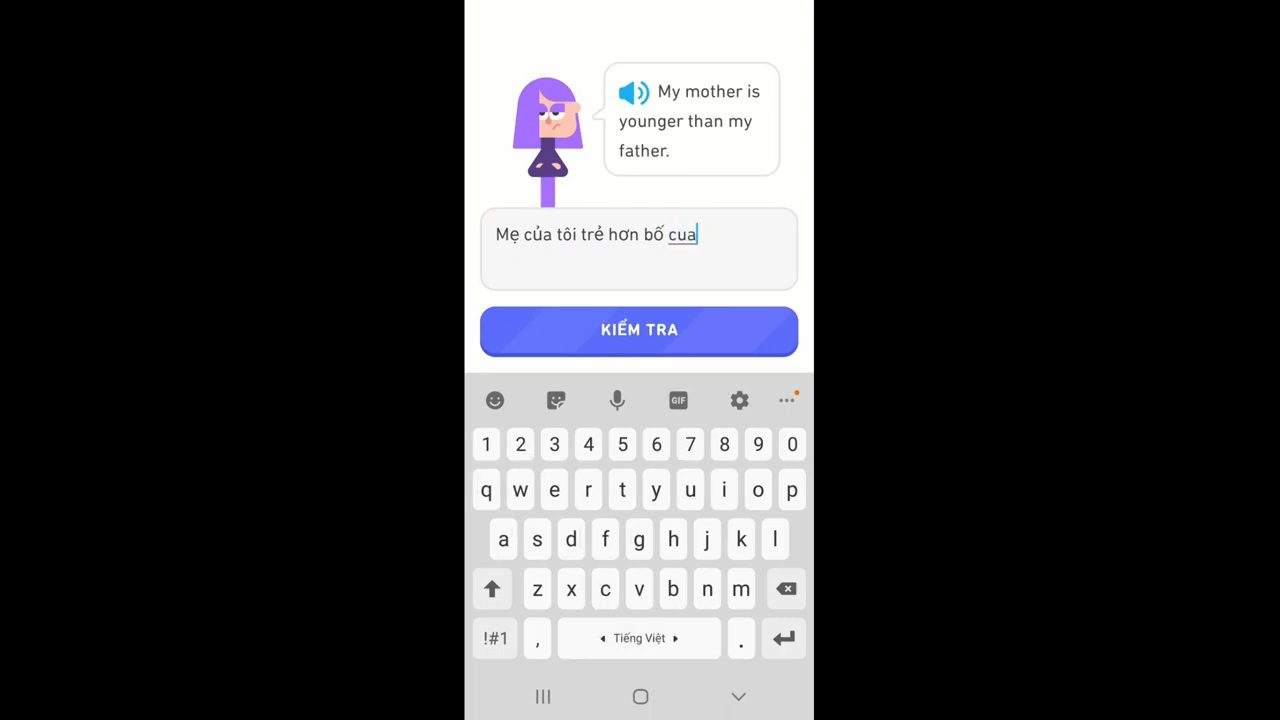 My mother is
younger than my
father.
Mẹ của tôi trẻ hơn bố cua
KIỂM TRA
GIF
1 2 3 4 5 6 7 8 9 0
q w e r t y u i o p
a s d f g h j k l
z x c v b n m
!#1 , Tiếng Việt .